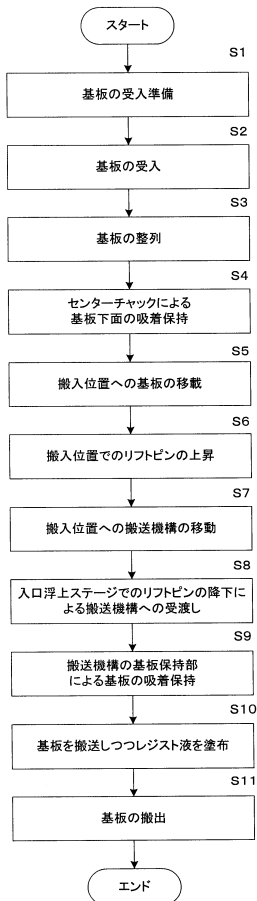 スタート
S1
基板の受入準備
S2
基板の受入
S3
基板の整列
S4
センターチャックによる
基板下面の吸着保持
S5
搬入位置への基板の移載
S6
搬入位置でのリフトピンの上昇
S7
搬入位置への搬送機構の移動
S8
入口浮上ステージでのリフトピンの降下に
よる搬送機構への受渡し
S9
搬送機構の基板保持部
による基板の吸着保持
S10
基板を搬送しつつレジスト液を塗布
S11
基板の搬出
エンド